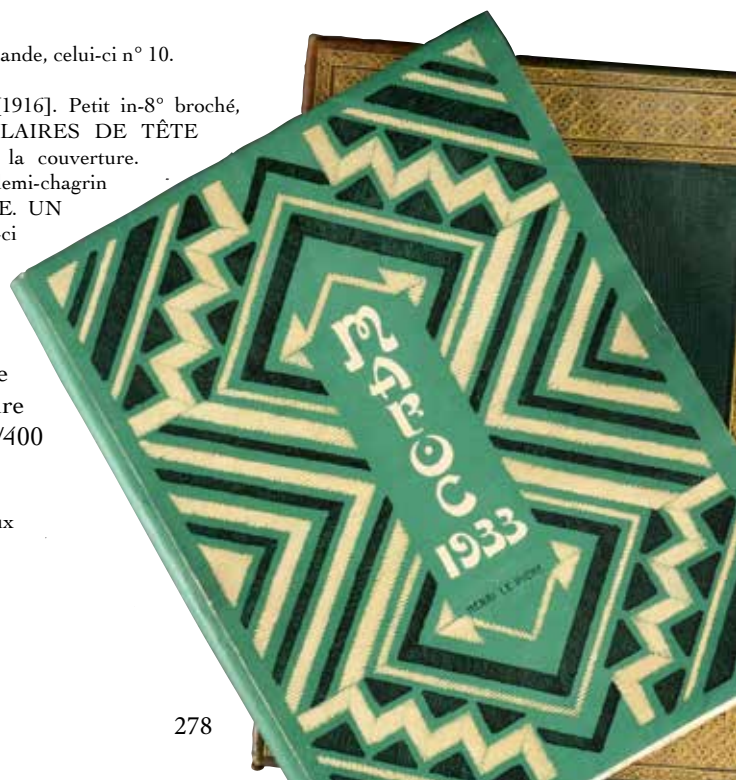 ande, celui-ci n° 10.
[1916]. Petit in-8° broché,
LAIRES DE TÊTE
la couverture.
emi-chagrin
E. UN
ci
e
re
/400
ux
MAROC
1933
HENRI LE
278